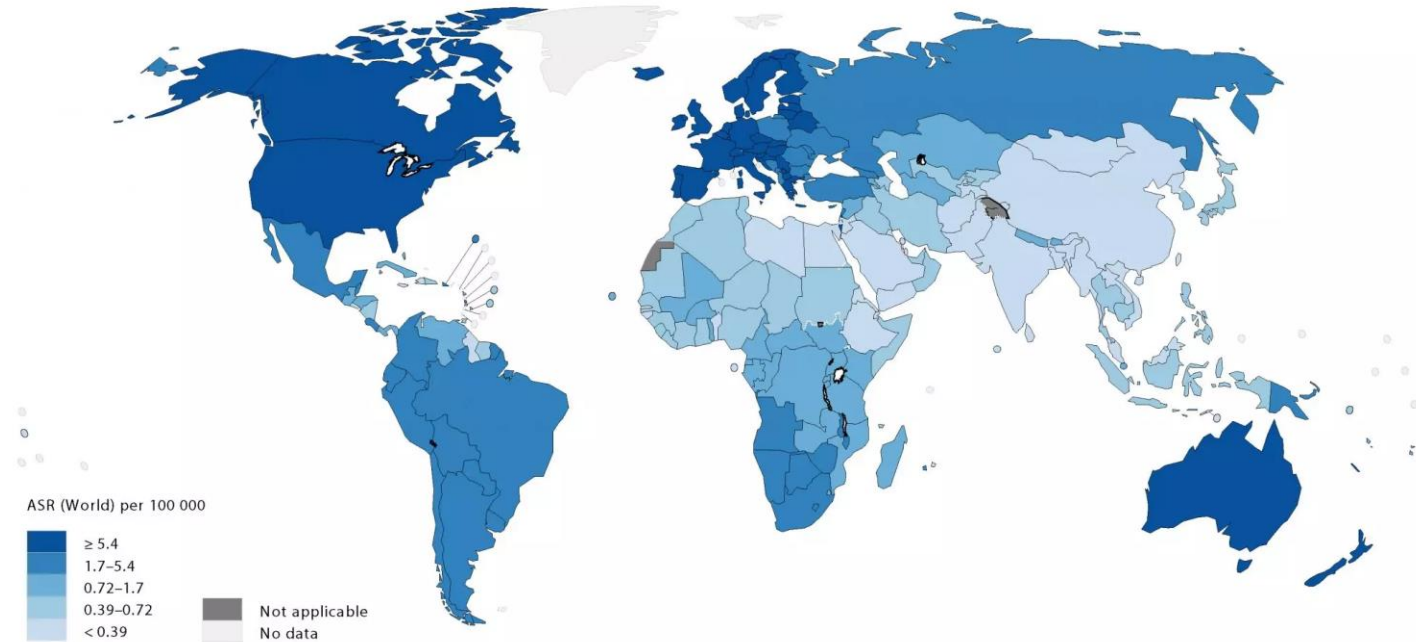 ASR (World) per 100 000
≥ 5.4
1.7–5.4
0.72–1.7
0.39–0.72
< 0.39
Not applicable
No data